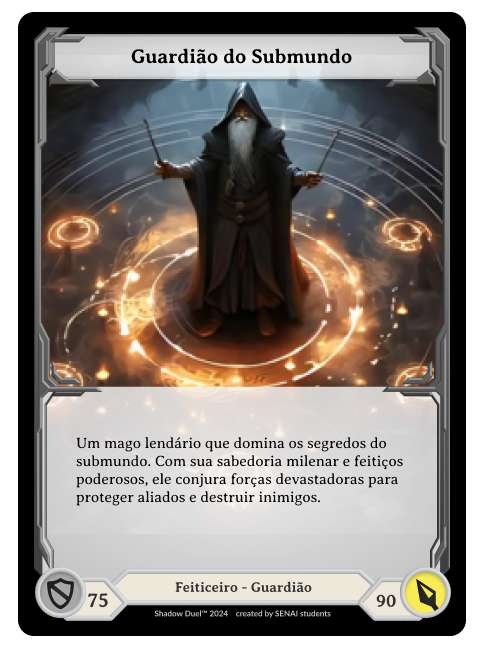 Guardião do Submundo
Um mago lendário que domina os segredos do
submundo. Com sua sabedoria milenar e feitiços
poderosos, ele conjura forças devastadoras para
proteger aliados e destruir inimigos.
75
Feiticeiro - Guardião
90
Shadow Duel™ 2024 created by SENAI students